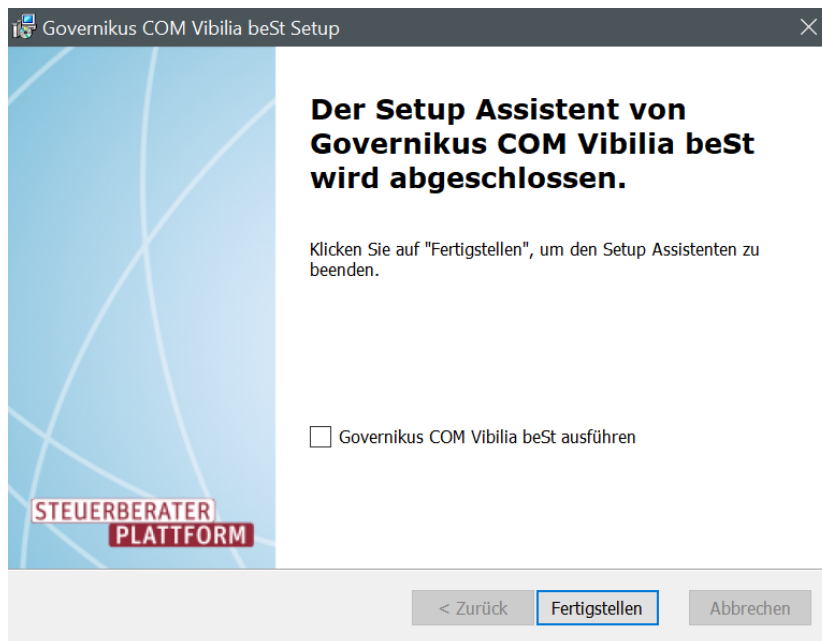 Governikus COM Vibilia beSt Setup
Der Setup Assistent von
Governikus COM Vibilia beSt
wird abgeschlossen.
Klicken Sie auf "Fertigstellen", um den Setup Assistenten zu
beenden.
Governikus COM Vibilia beSt ausführen
STEUERBERATER
PLATTFORM
< Zurück
Fertigstellen
Abbrechen